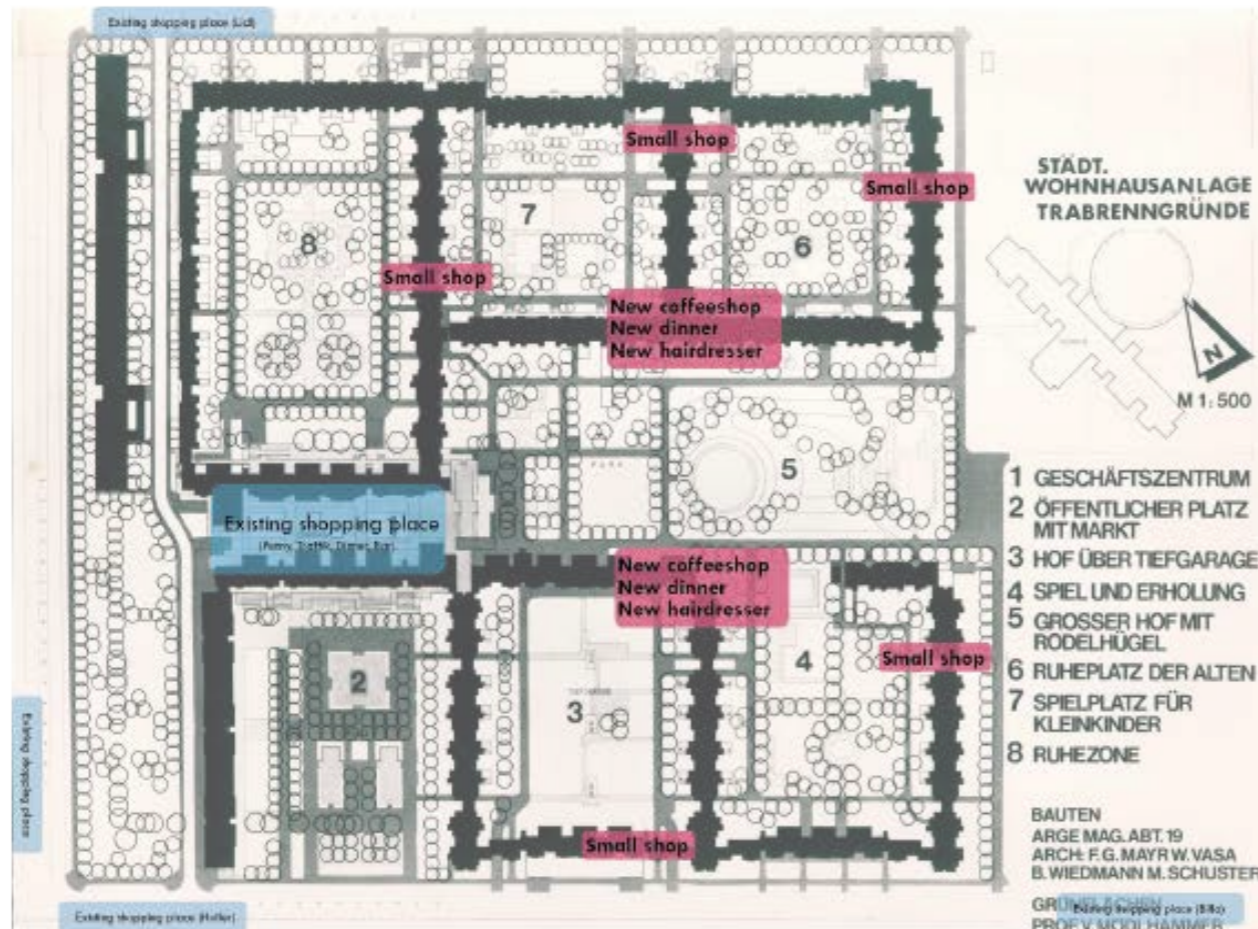 Existing shopping place (Lidl)
Small shop
Small shop
7
8
6
Small shop
New coffeeshop
New dinner
New hairdresser
STÄDT.
WOHNHAUSANLAGE
TRABRENNGRÜNDE
N
M 1:500
PARK
5
Existing shopping place
New coffeeshop
New dinner
New hairdresser
4
Small shop
2
3
Small shop
1 GESCHÄFTSZENTRUM
2 ÖFFENTLICHER PLATZ
MIT MARKT
3 HOF ÜBER TIEFGARAGE
4 SPIEL UND ERHOLUNG
5 GROSSER HOF MIT
RODELHÜGEL
6 RUHEPLATZ DER ALTEN
7 SPIELPLATZ FÜR
KLEINKINDER
8 RUHEZONE
BAUTEN
ARGE MAG. ABT. 19
ARCH: F.G. MAYR W. VASA
B. WIEDMANN M. SCHUSTER
Existing shopping place
Existing shopping place
Existing shopping place (Billa)
PROF. V. MÖDLHAMMER